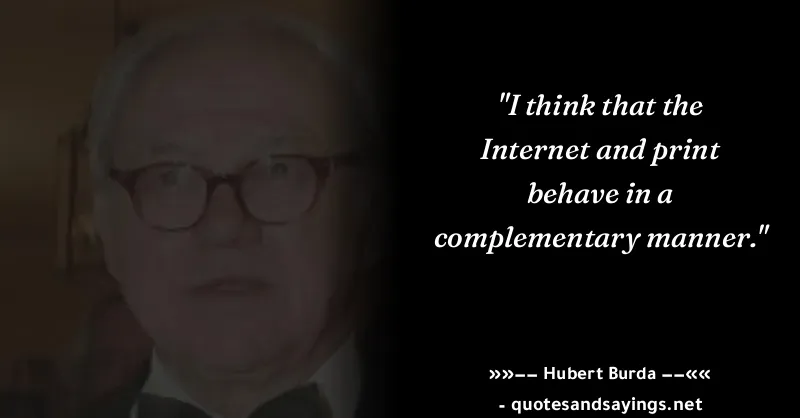 "I think that the
Internet and print
behave in a
complementary manner."
»»−− Hubert Burda −−««
- quotesandsayings.net